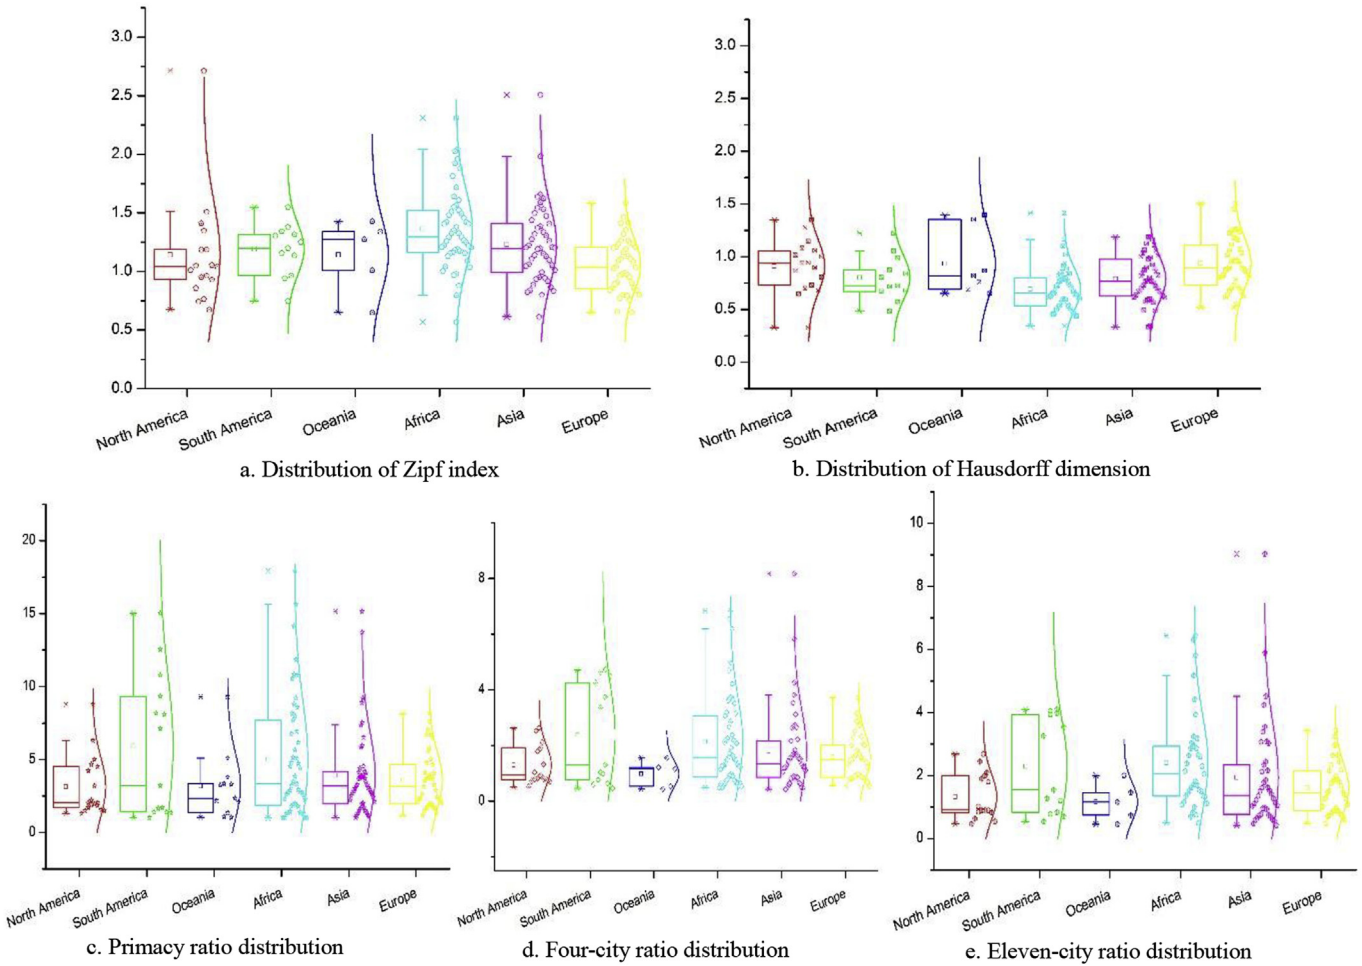 3.0
2.5
2.0
1.5
1.0
0.5
0.0
North America
South America
Oceania
Africa
Asia
Europe
a. Distribution of Zipf index
3.0
2.5
2.0
1.5
1.0
0.5
0.0
North America
South America
Oceania
Africa
Asia
Europe
b. Distribution of Hausdorff dimension
20
15
10
5
0
North America
South America
Oceania
Africa
Asia
Europe
c. Primacy ratio distribution
8
4
0
North America
South America
Oceania
Africa
Asia
Europe
d. Four-city ratio distribution
10
8
6
4
2
0
North America
South America
Oceania
Africa
Asia
Europe
e. Eleven-city ratio distribution